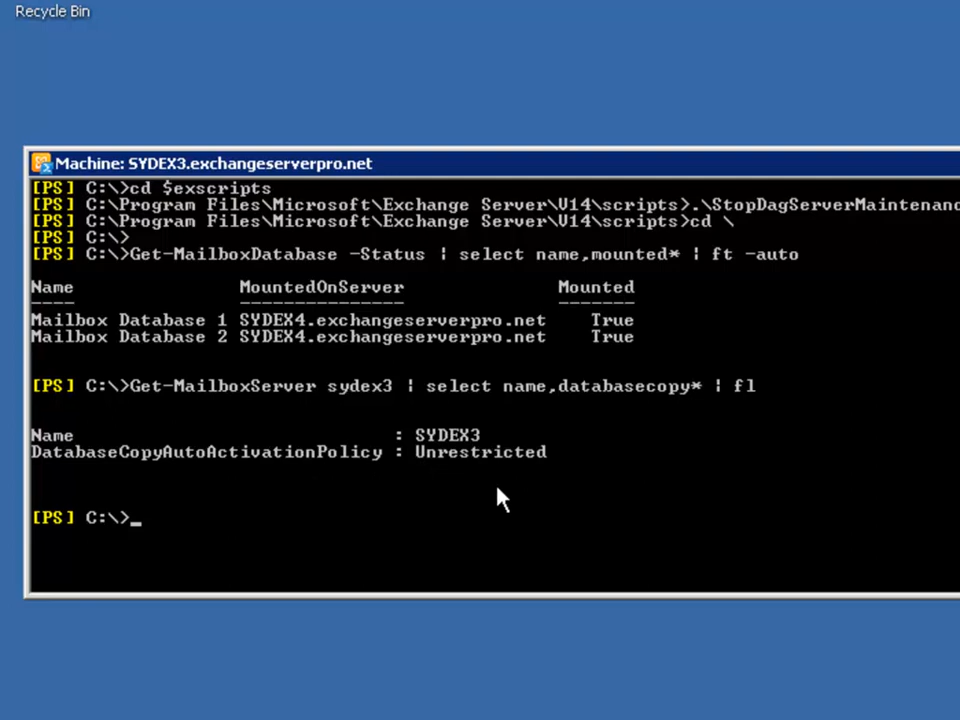 Recycle Bin
Machine: SYDEX3.exchangeserverpro.net
[PS] C:\>cd $exscripts
[PS] C:\Program Files\Microsoft\Exchange Server\V14\scripts>.\StopDagServerMaintenanc
[PS] C:\Program Files\Microsoft\Exchange Server\V14\scripts>cd \
[PS] C:\>
[PS] C:\>Get-MailboxDatabase -Status | select name,mounted* | ft -auto
Name MountedOnServer Mounted
---- --------------- -------
Mailbox Database 1 SYDEX4.exchangeserverpro.net True
Mailbox Database 2 SYDEX4.exchangeserverpro.net True
[PS] C:\>Get-MailboxServer sydex3 | select name,databasecopy* | fl
Name : SYDEX3
DatabaseCopyAutoActivationPolicy : Unrestricted
[PS] C:\>_